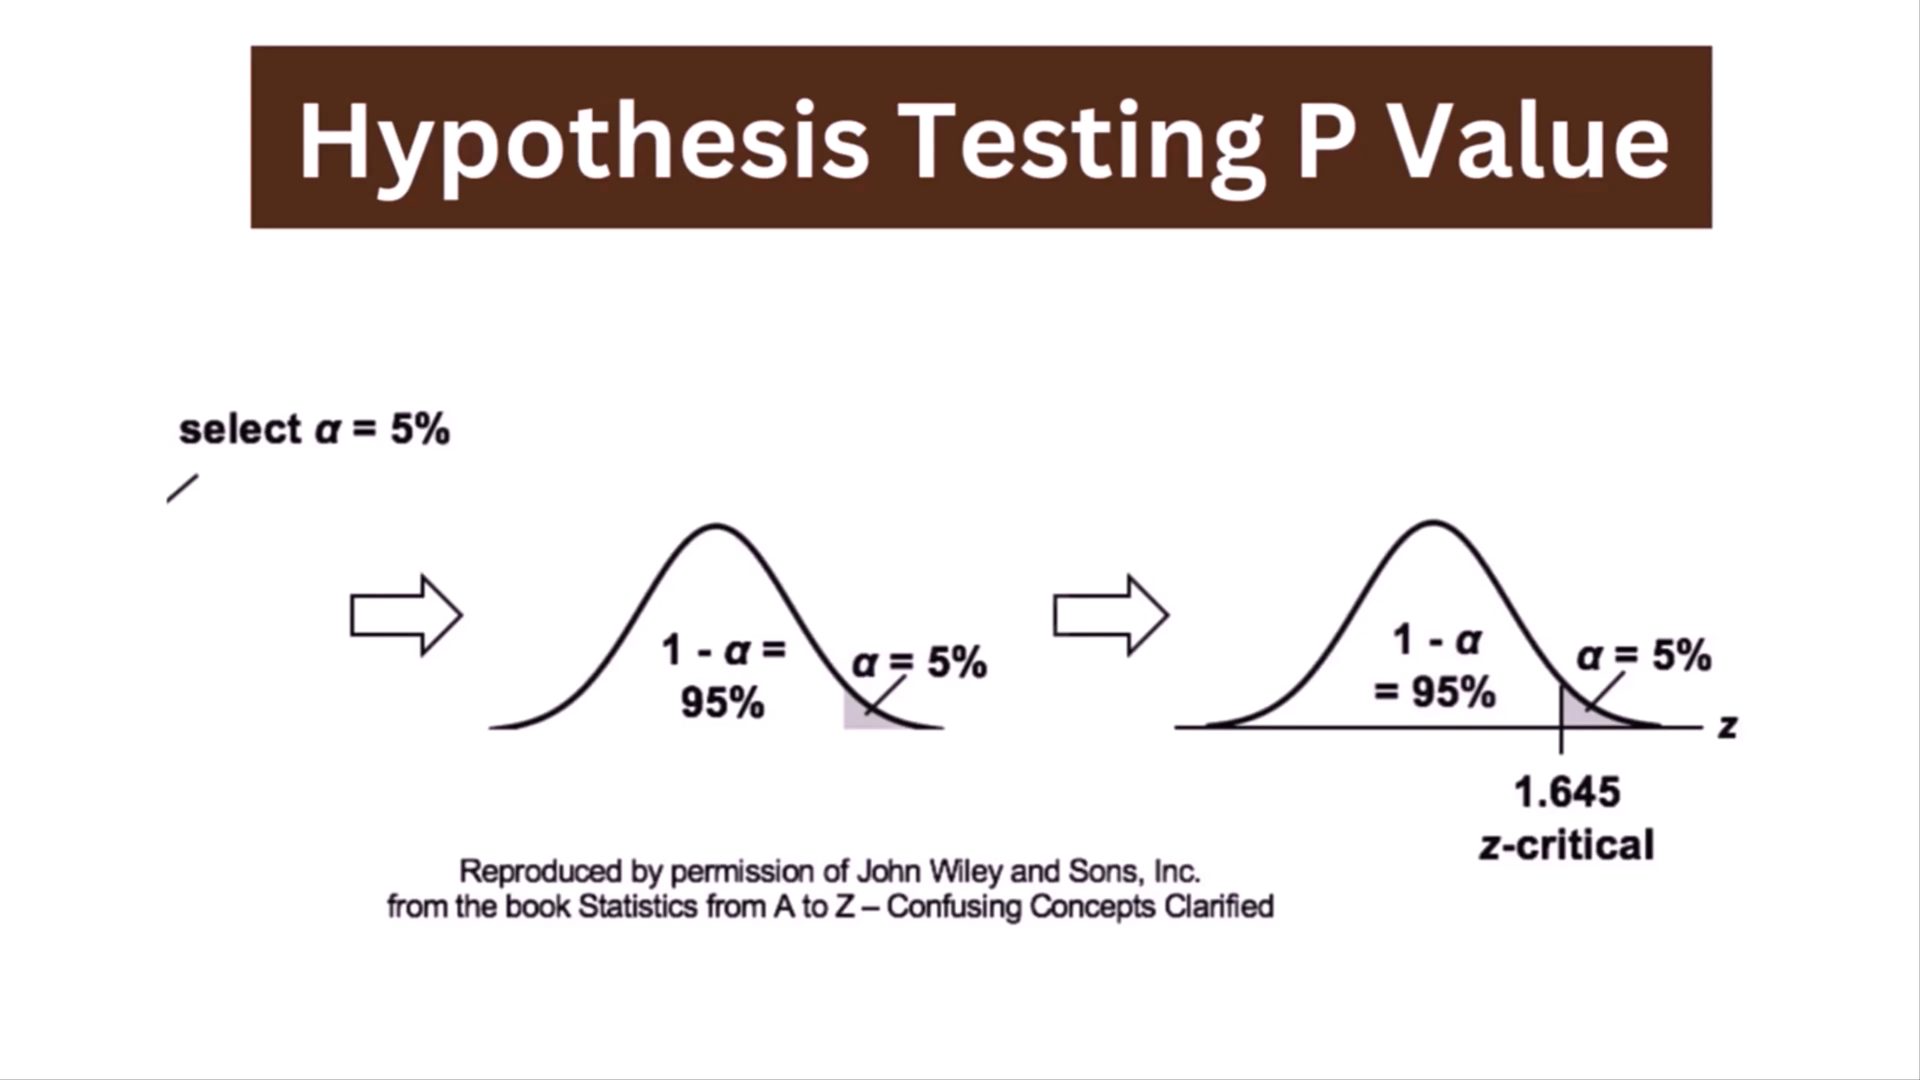 Hypothesis Testing P Value
select α = 5%
1 - α =
95%
α = 5%
1 - α
= 95%
α = 5%
z
1.645
z-critical
Reproduced by permission of John Wiley and Sons, Inc.
from the book Statistics from A to Z – Confusing Concepts Clarified